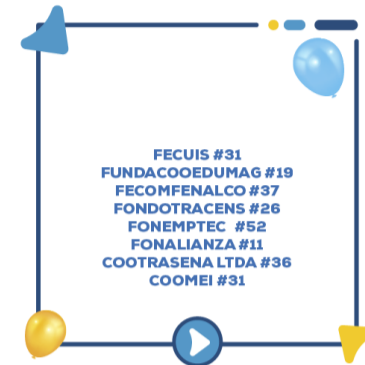 FECUIS #31
FUNDACOOEDUMAG #19
FECOMFENALCO #37
FONDOTRACENS #26
FONEMPTEC #52
FONALIANZA #11
COOTRASENA LTDA #36
COOMEI #31